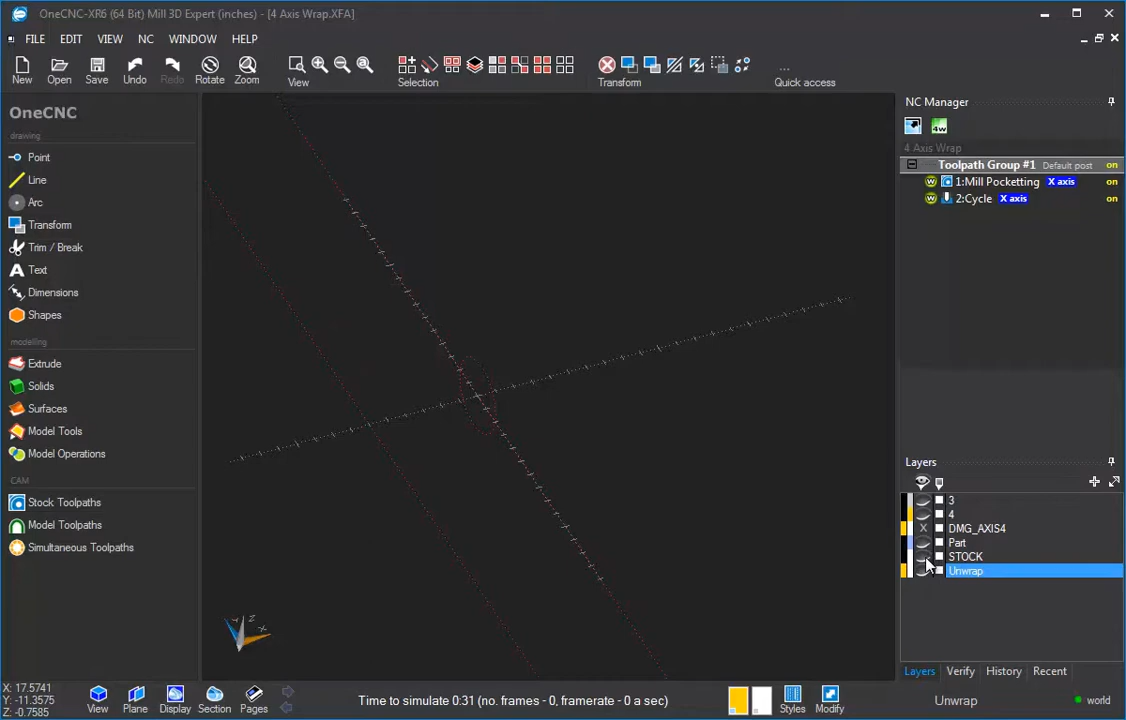 OneCNC-XR6 (64 Bit) Mill 3D Expert (inches) - [4 Axis Wrap.XFA]
FILE EDIT VIEW NC WINDOW HELP
New Open Save Undo Redo Rotate Zoom View Selection Transform ... Quick access
OneCNC
drawing
Point
Line
Arc
Transform
Trim / Break
A Text
Dimensions
Shapes
modelling
Extrude
Solids
Surfaces
Model Tools
Model Operations
CAM
Stock Toolpaths
Model Toolpaths
Simultaneous Toolpaths
NC Manager
4w
4 Axis Wrap
Toolpath Group #1 Default post on
W 1:Mill Pocketting X axis on
W 2:Cycle X axis on
Layers
3
4
X DMG_AXIS4
Part
STOCK
Unwrap
Layers Verify History Recent
Z
Y X
X: 17.5741
Y: -11.3575
Z: -0.7585
View Plane Display Section Pages
Time to simulate 0:31 (no. frames - 0, framerate - 0 a sec)
Styles Modify
Unwrap
world